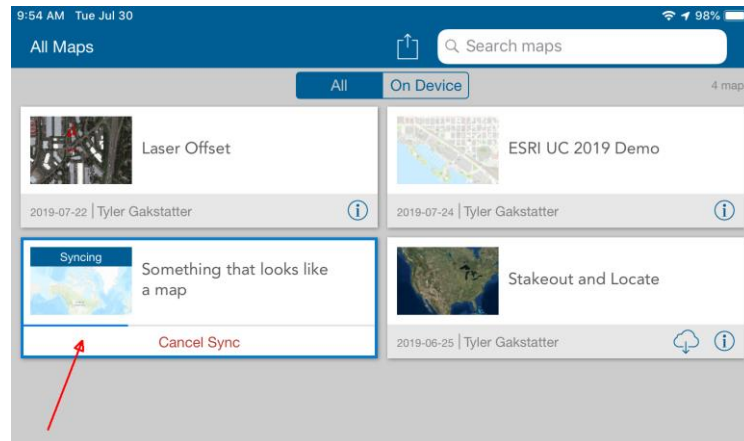 9:54 AM Tue Jul 30
98%
All Maps
Search maps
All
On Device
4 map
Laser Offset
2019-07-22 | Tyler Gakstatter
ESRI UC 2019 Demo
2019-07-24 | Tyler Gakstatter
Syncing
Something that looks like
a map
Cancel Sync
Stakeout and Locate
2019-06-25 | Tyler Gakstatter